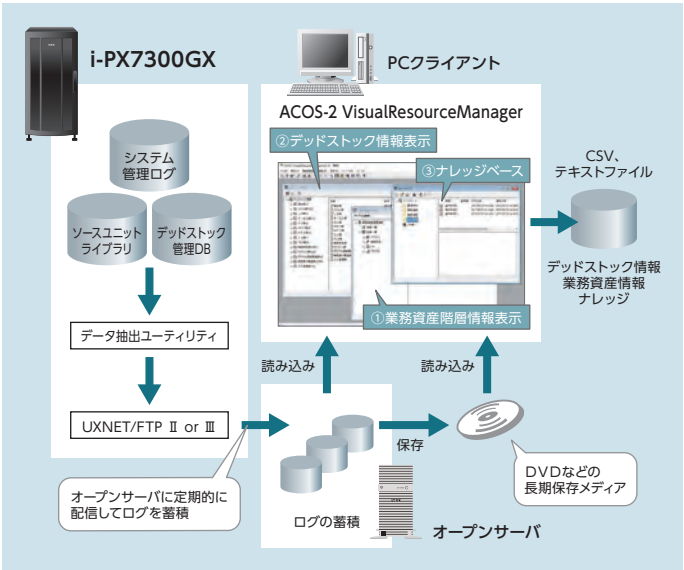 i-PX7300GX
PCクライアント
ACOS-2 VisualResourceManager
②デッドストック情報表示
③ナレッジベース
①業務資産階層情報表示
システム
管理ログ
ソースユニット
ライブラリ
デッドストック
管理DB
データ抽出ユーティリティ
UXNET/FTP Ⅱ or Ⅲ
オープンサーバに定期的に
配信してログを蓄積
読み込み
読み込み
CSV、
テキストファイル
デッドストック情報
業務資産情報
ナレッジ
保存
ログの蓄積
オープンサーバ
DVDなどの
長期保存メディア